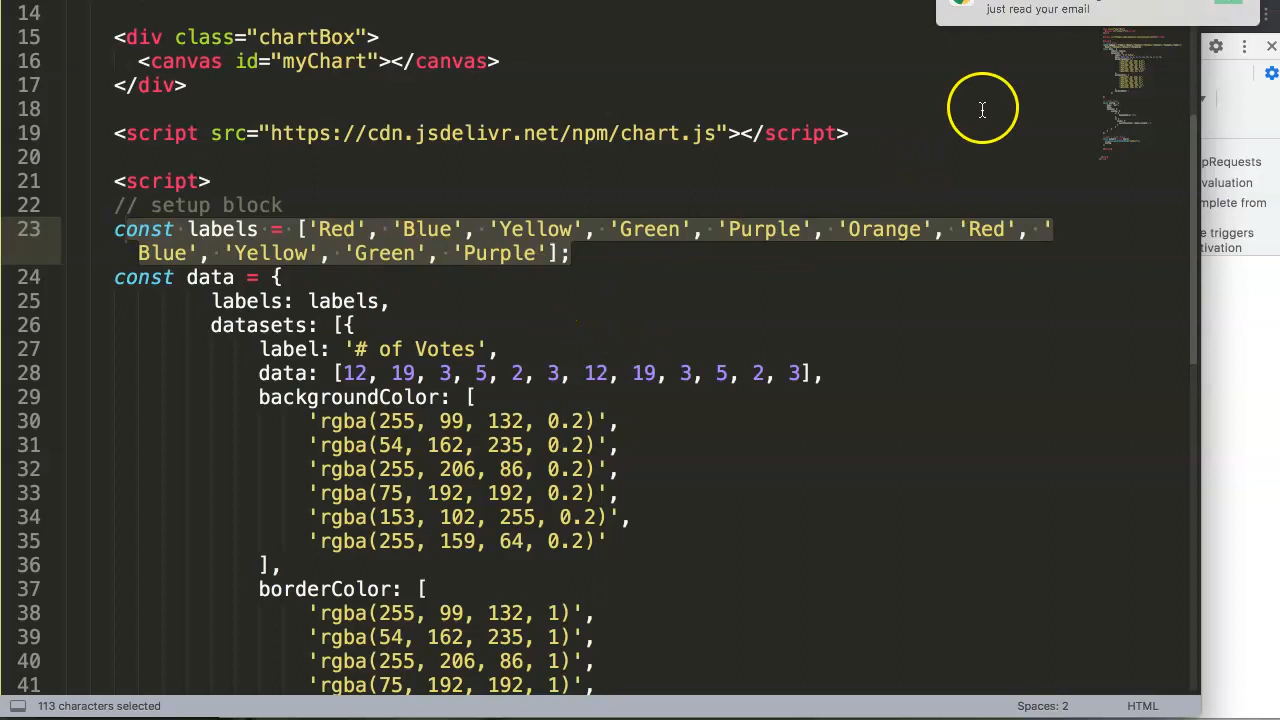 just read your email
14
15 <div class="chartBox">
16 <canvas id="myChart"></canvas>
17 </div>
18
19 <script src="https://cdn.jsdelivr.net/npm/chart.js"></script>
20
21 <script>
22 // setup block
23 const labels = ['Red', 'Blue', 'Yellow', 'Green', 'Purple', 'Orange', 'Red', '
Blue', 'Yellow', 'Green', 'Purple'];
24 const data = {
25 labels: labels,
26 datasets: [{
27 label: '# of Votes',
28 data: [12, 19, 3, 5, 2, 3, 12, 19, 3, 5, 2, 3],
29 backgroundColor: [
30 'rgba(255, 99, 132, 0.2)',
31 'rgba(54, 162, 235, 0.2)',
32 'rgba(255, 206, 86, 0.2)',
33 'rgba(75, 192, 192, 0.2)',
34 'rgba(153, 102, 255, 0.2)',
35 'rgba(255, 159, 64, 0.2)'
36 ],
37 borderColor: [
38 'rgba(255, 99, 132, 1)',
39 'rgba(54, 162, 235, 1)',
40 'rgba(255, 206, 86, 1)',
41 'rgba(75, 192, 192, 1)',
pRequests
valuation
mplete from
e triggers
ivation
113 characters selected
Spaces: 2
HTML